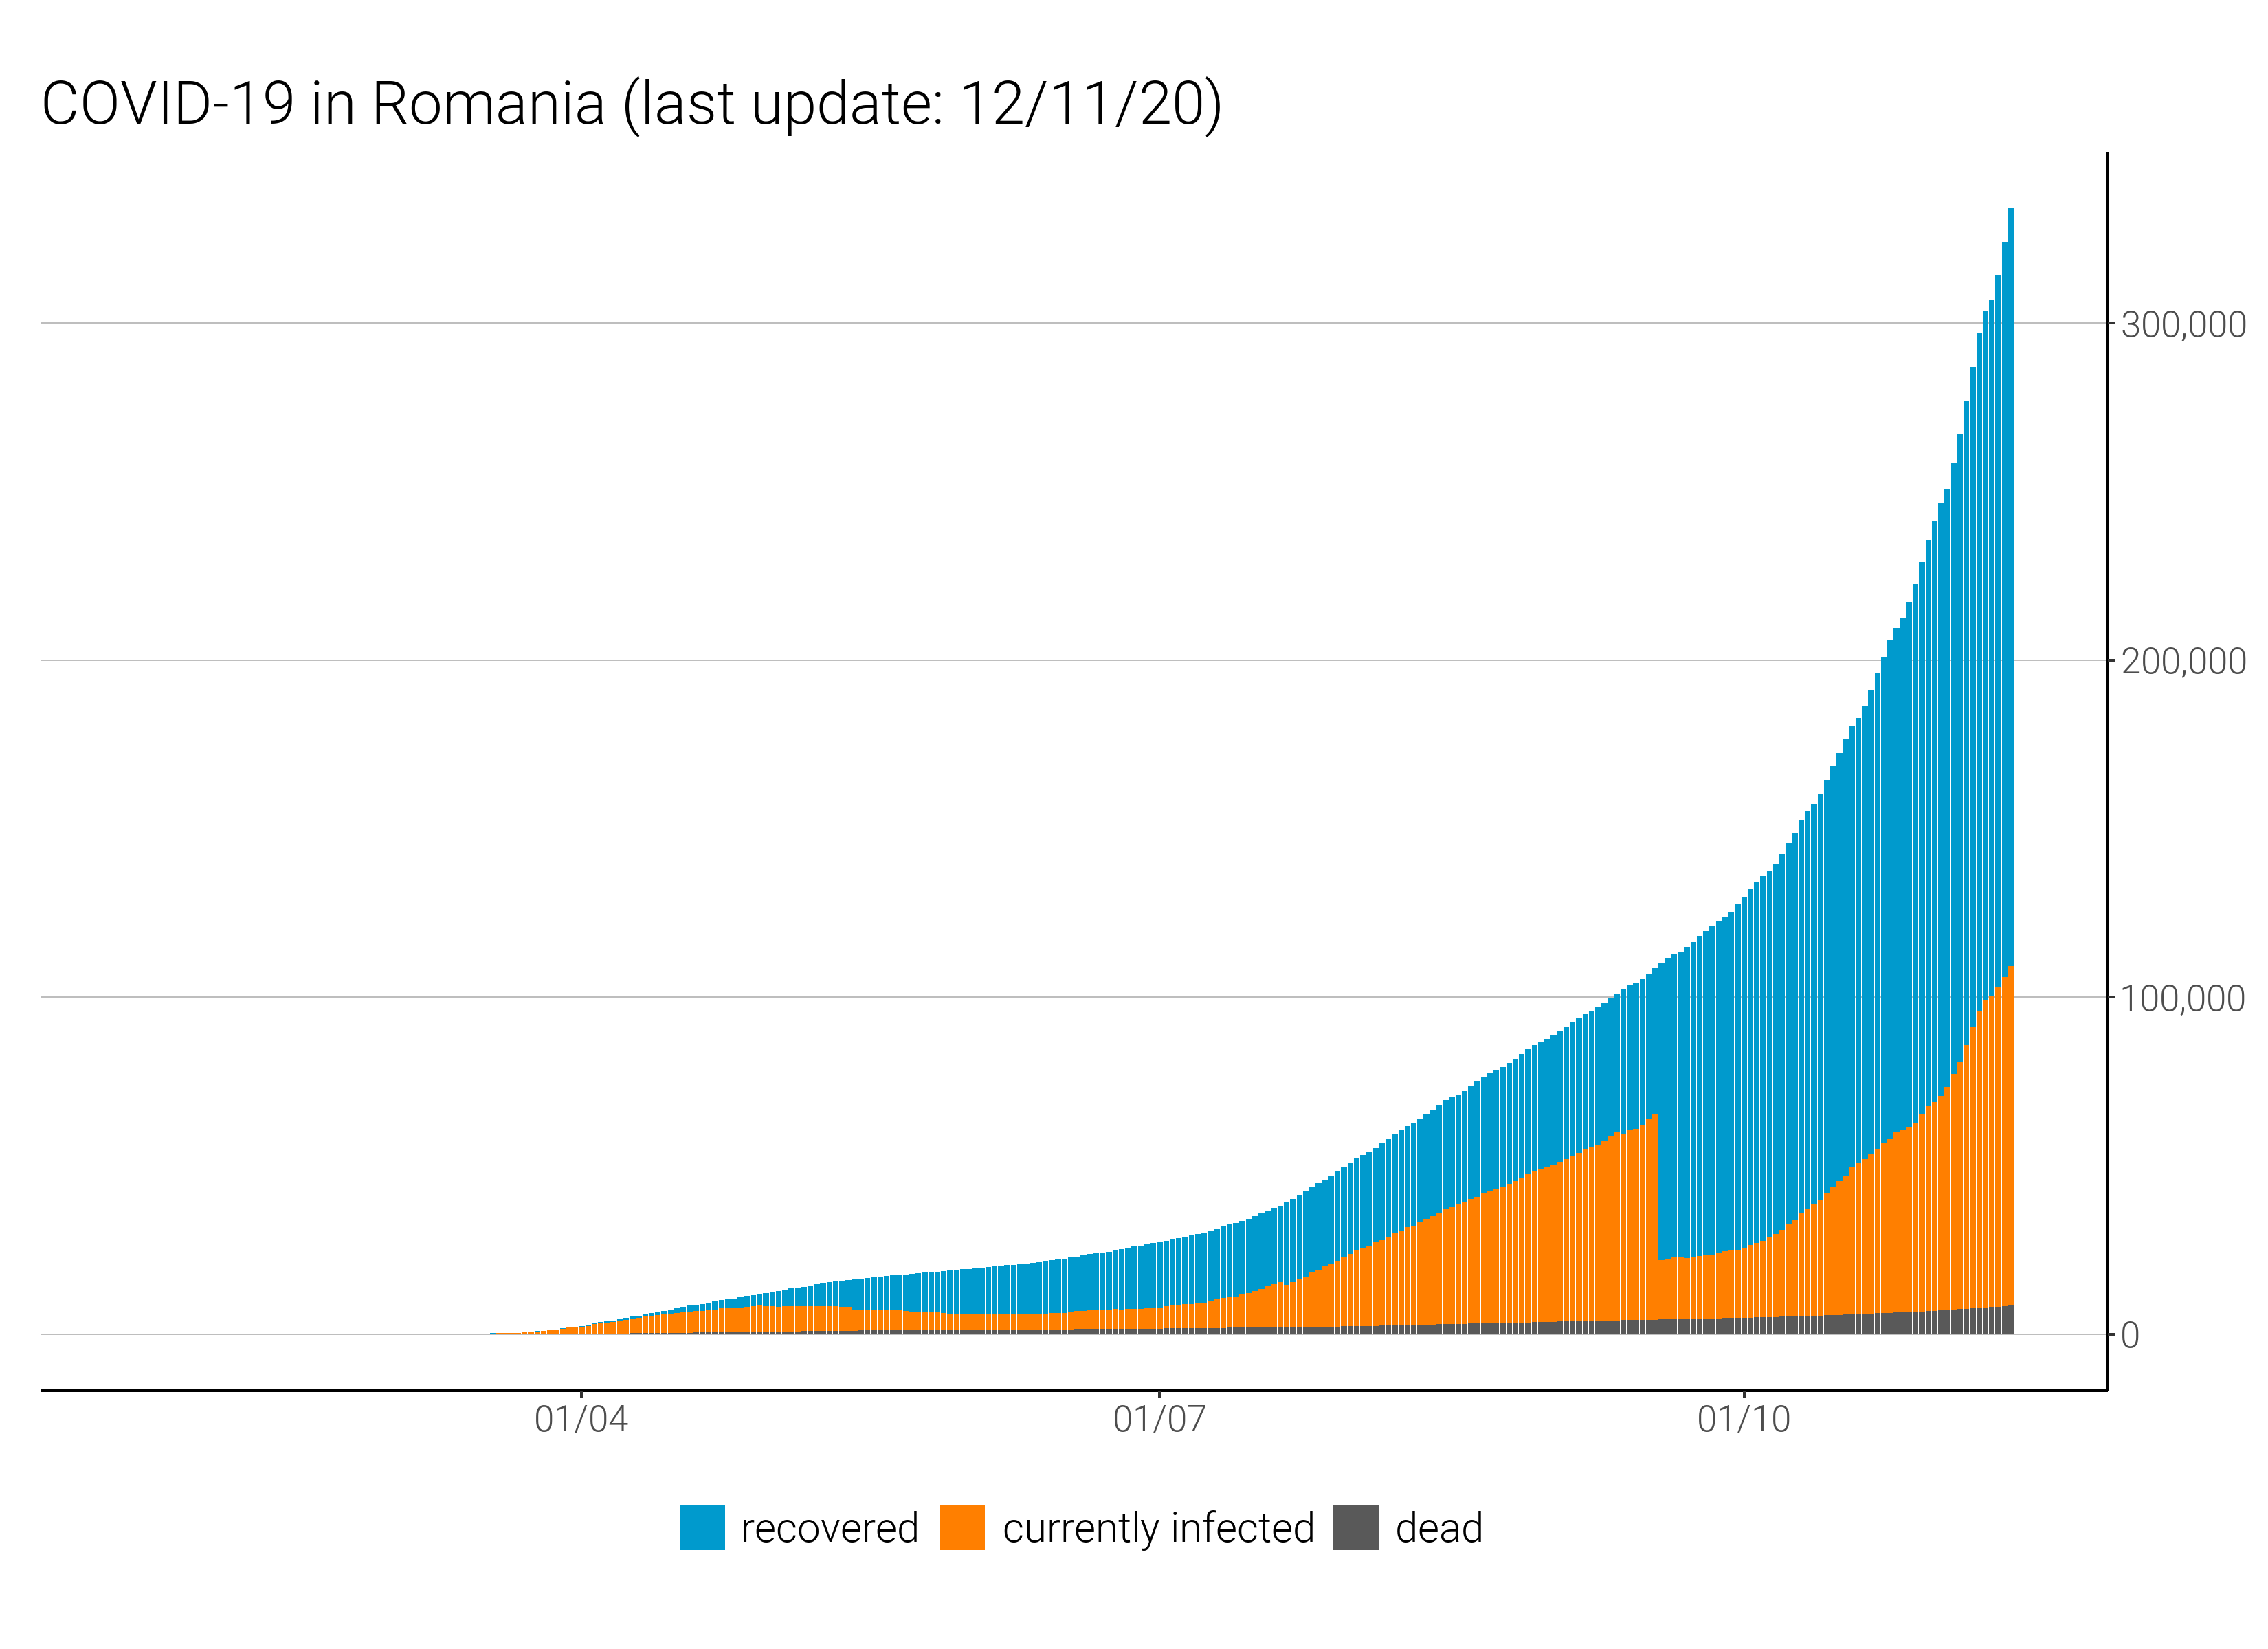 COVID-19 in Romania (last update: 12/11/20)
300,000
200,000
100,000
0
01/04 01/07 01/10
recovered currently infected dead